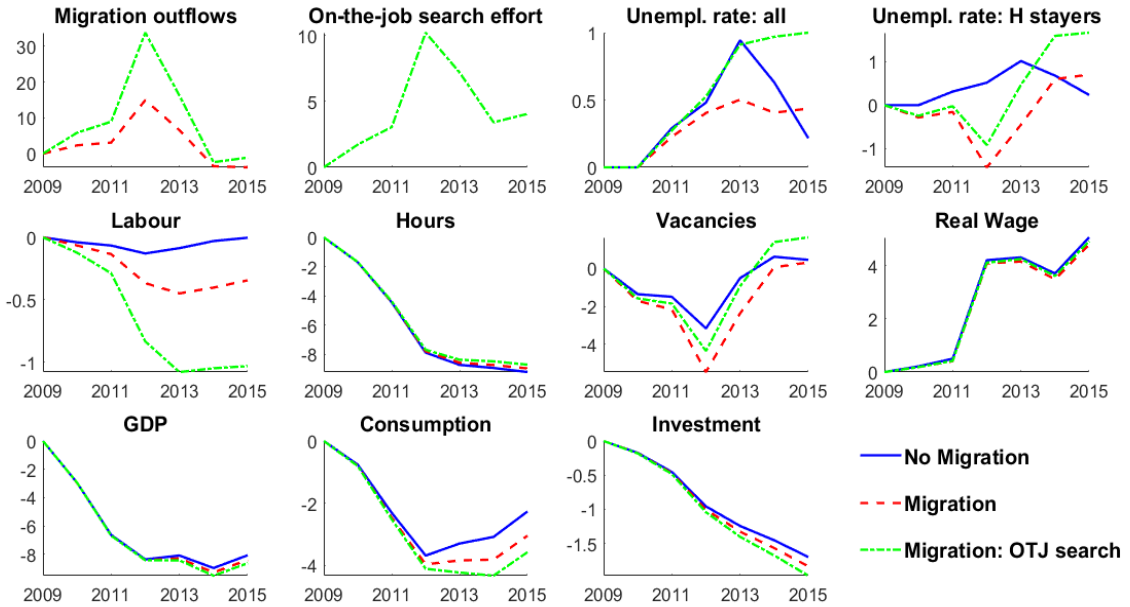 Migration outflows
30
20
10
0
2009 2011 2013 2015
On-the-job search effort
10
5
0
2009 2011 2013 2015
Unempl. rate: all
1
0.5
0
2009 2011 2013 2015
Unempl. rate: H stayers
1
0
-1
2009 2011 2013 2015
Labour
0
-0.5
-1
2009 2011 2013 2015
Hours
0
-2
-4
-6
-8
2009 2011 2013 2015
Vacancies
0
-2
-4
2009 2011 2013 2015
Real Wage
4
2
0
2009 2011 2013 2015
GDP
0
-2
-4
-6
-8
2009 2011 2013 2015
Consumption
0
-2
-4
2009 2011 2013 2015
Investment
0
-0.5
-1
-1.5
2009 2011 2013 2015
No Migration
Migration
Migration: OTJ search